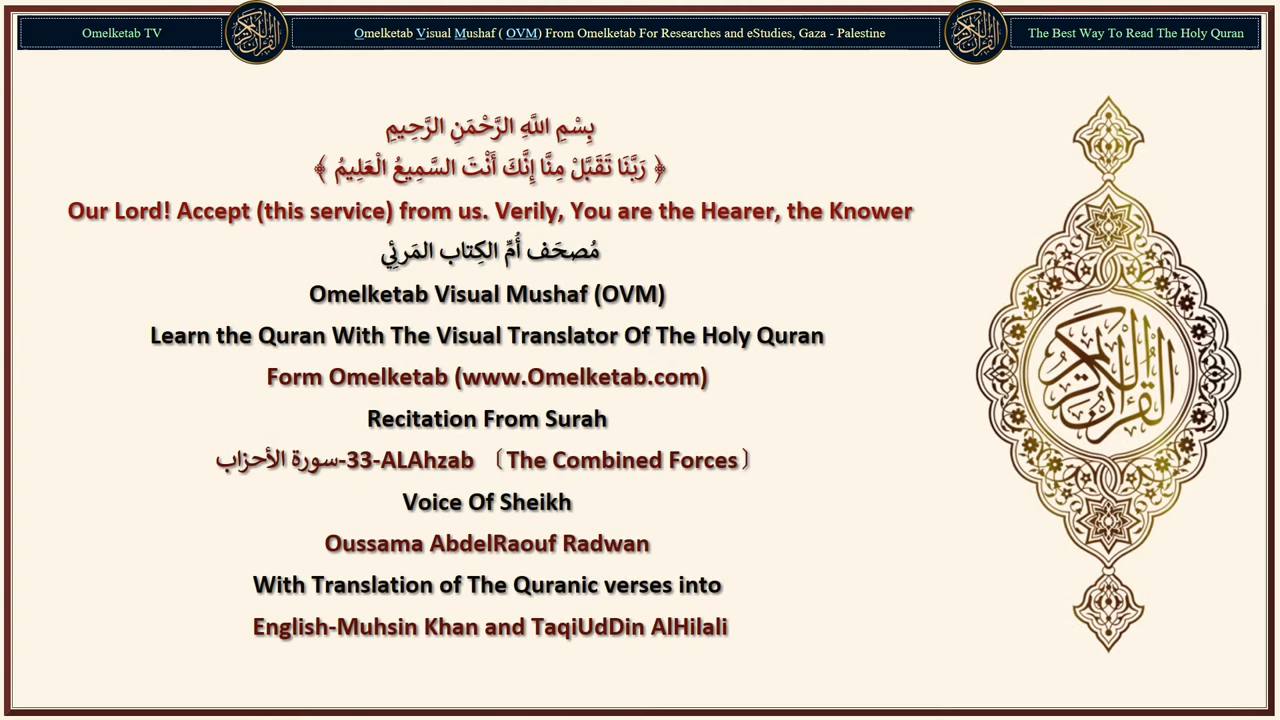 Omelketab TV
Omelketab Visual Mushaf ( OVM) From Omelketab For Researches and eStudies, Gaza - Palestine
The Best Way To Read The Holy Quran
بِسْمِ اللَّهِ الرَّحْمَنِ الرَّحِيمِ
﴿ رَبَّنَا تَقَبَّلْ مِنَّا إِنَّكَ أَنْتَ السَّمِيعُ الْعَلِيمُ ﴾
Our Lord! Accept (this service) from us. Verily, You are the Hearer, the Knower
مُصحَف أُمِّ الكِتاب المَرئِي
Omelketab Visual Mushaf (OVM)
Learn the Quran With The Visual Translator Of The Holy Quran
Form Omelketab (www.Omelketab.com)
Recitation From Surah
سورة الأحزاب-33-ALAhzab 〔The Combined Forces〕
Voice Of Sheikh
Oussama AbdelRaouf Radwan
With Translation of The Quranic verses into
English-Muhsin Khan and TaqiUdDin AlHilali
القرآن الكريم